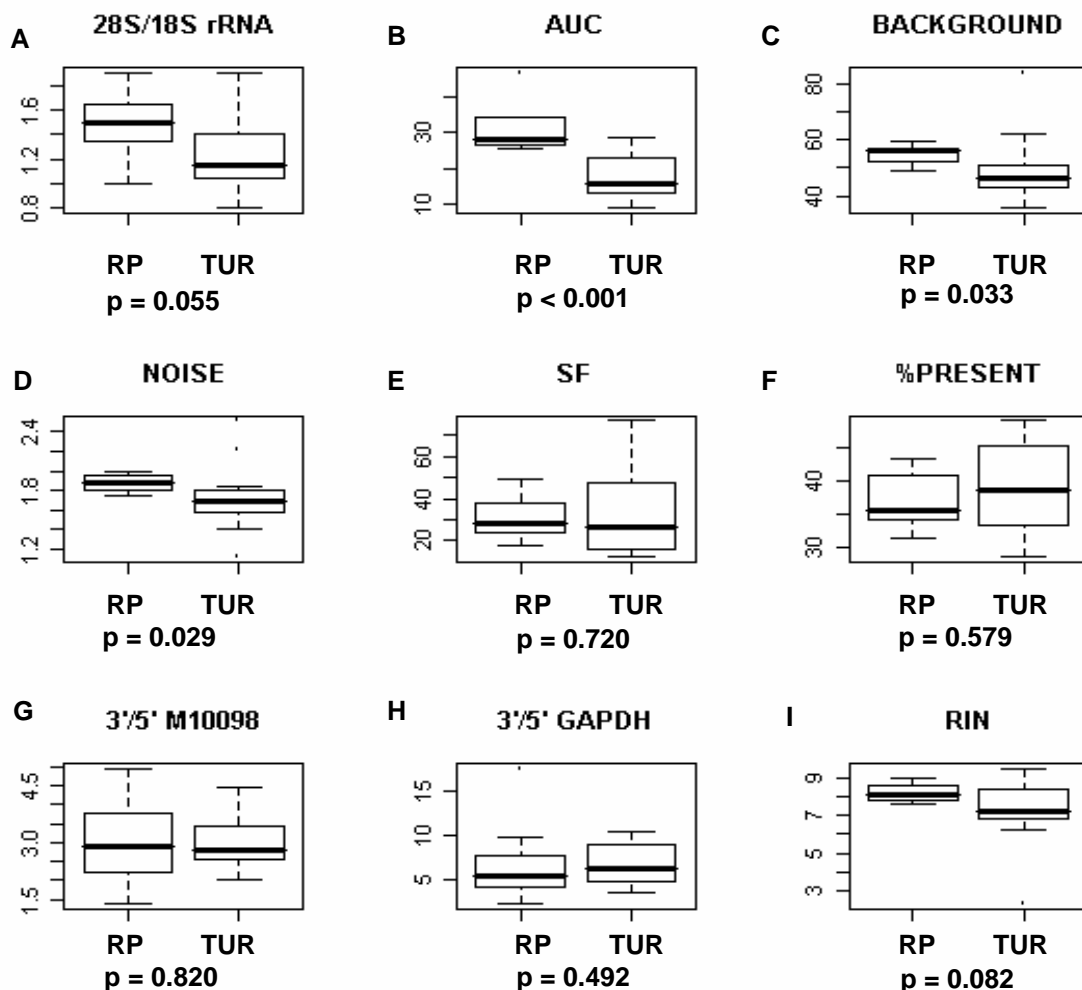 A 28S/18S rRNA
B AUC
C BACKGROUND
1.6
1.2
0.8
30
10
80
60
40
RP TUR
p = 0.055
RP TUR
p < 0.001
RP TUR
p = 0.033
D NOISE
E SF
F %PRESENT
2.4
1.8
1.2
60
40
20
40
30
RP TUR
p = 0.029
RP TUR
p = 0.720
RP TUR
p = 0.579
G 3'/5' M10098
H 3'/5' GAPDH
I RIN
4.5
3.0
1.5
15
10
5
9
7
5
3
RP TUR
p = 0.820
RP TUR
p = 0.492
RP TUR
p = 0.082